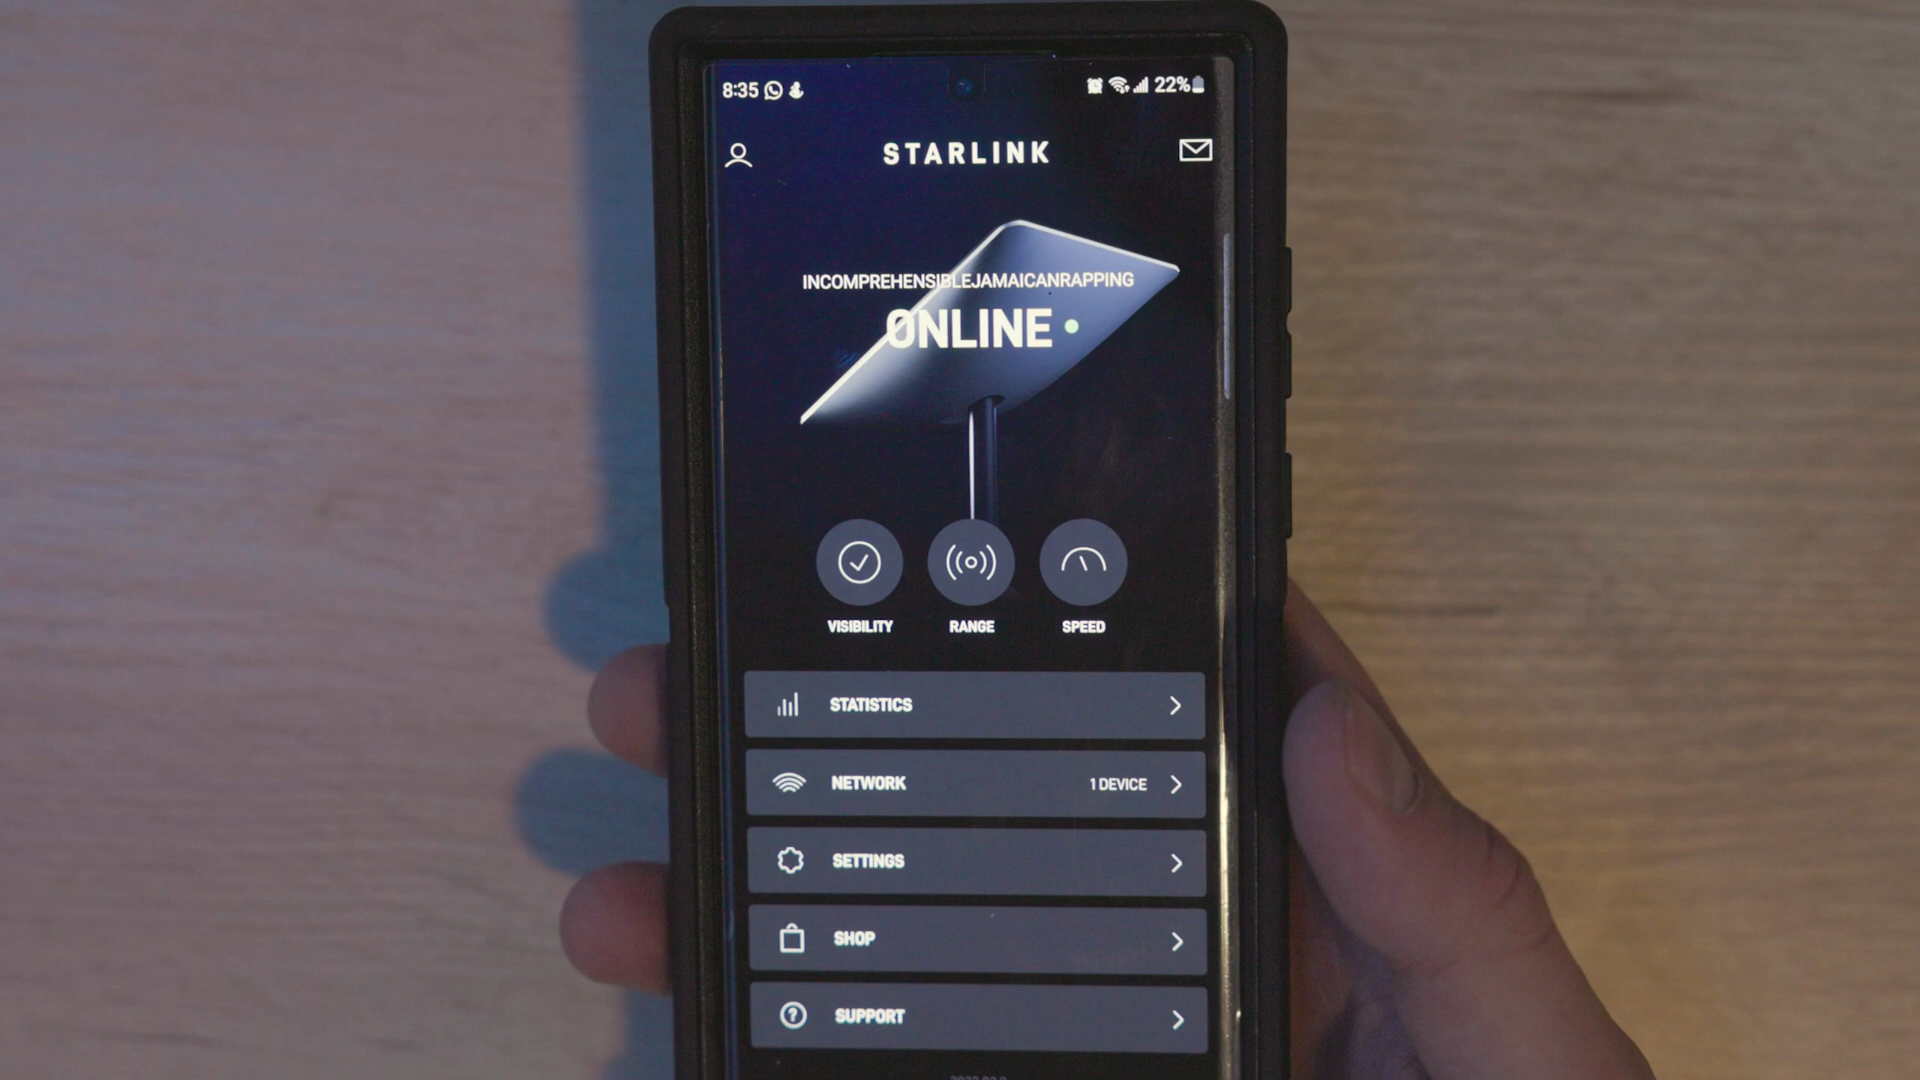 8:35 22%
STARLINK
INCOMPREHENSIBLEJAMAICANRAPPING
ONLINE
VISIBILITY RANGE SPEED
STATISTICS
NETWORK 1 DEVICE
SETTINGS
SHOP
SUPPORT